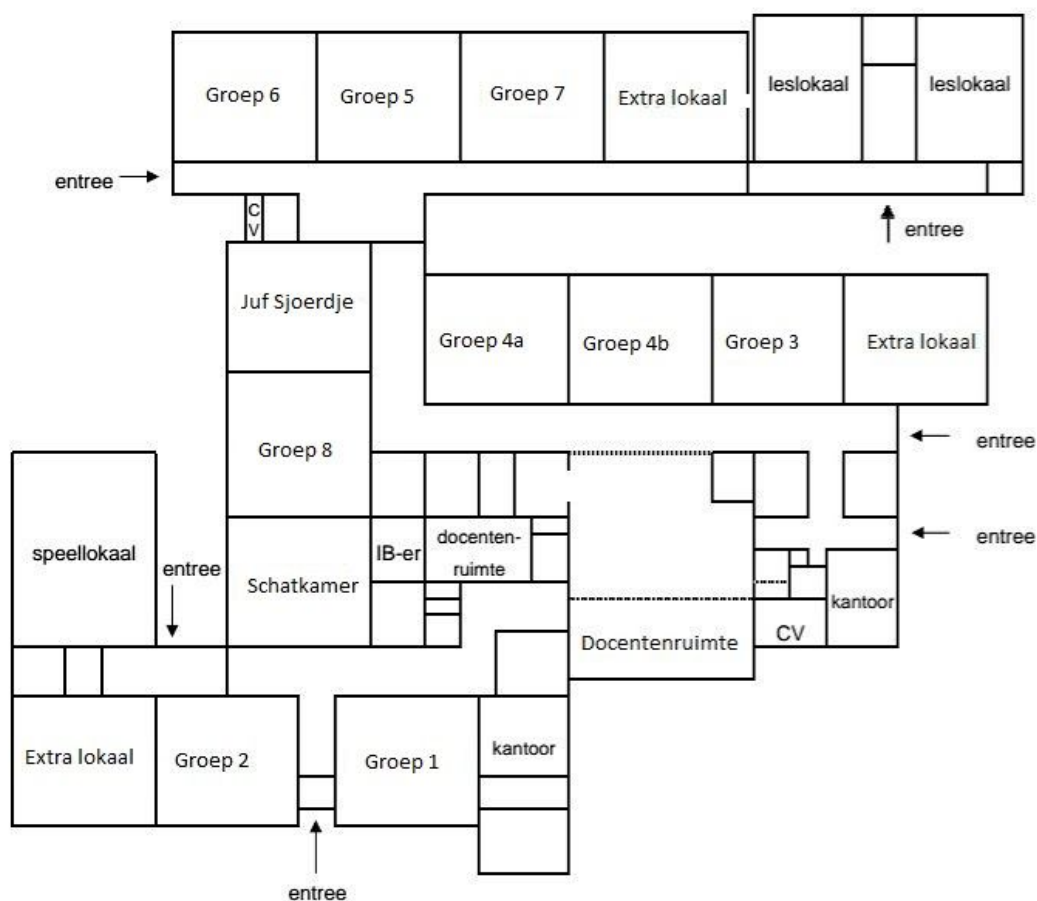 Groep 6
Groep 5
Groep 7
Extra lokaal
leslokaal
leslokaal
entree
CV
entree
Juf Sjoerdje
Groep 4a
Groep 4b
Groep 3
Extra lokaal
Groep 8
entree
speellokaal
entree
Schatkamer
IB-er
docenten-
ruimte
entree
kantoor
Docentenruimte
CV
Extra lokaal
Groep 2
Groep 1
kantoor
entree